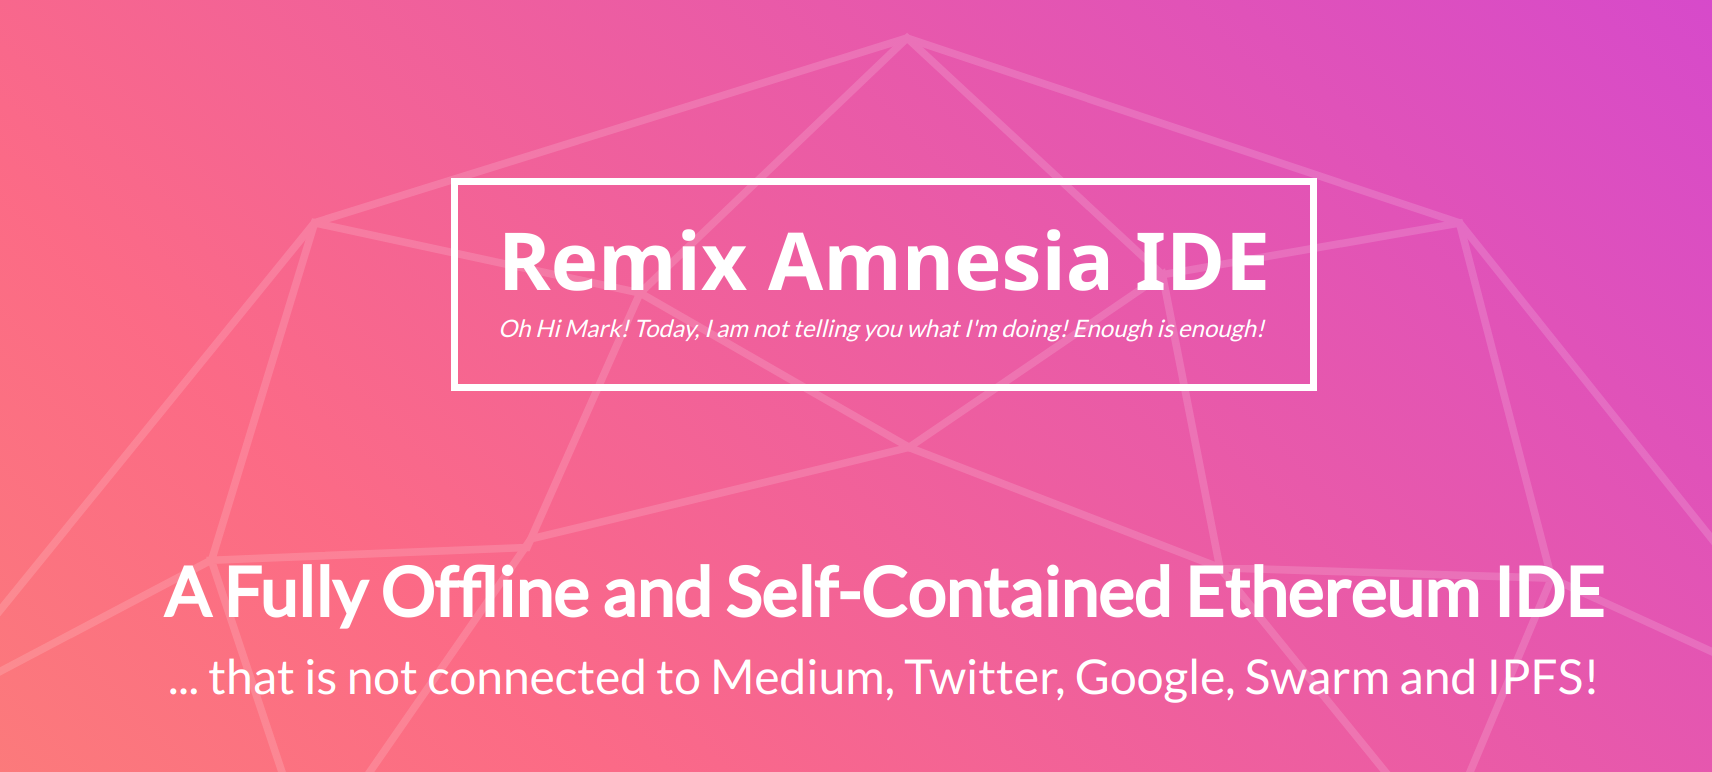 Remix Amnesia IDE
Oh Hi Mark! Today, I am not telling you what I'm doing! Enough is enough!
A Fully Offline and Self-Contained Ethereum IDE
... that is not connected to Medium, Twitter, Google, Swarm and IPFS!